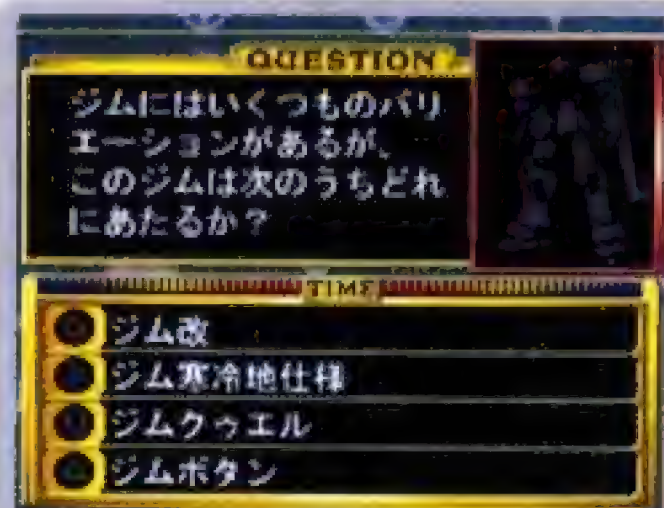 QUESTION
ジムにはいくつものバリ
エーションがあるが、
このジムは次のうちどれ
にあたるか？
TIME
ジム改
ジム寒冷地仕様
ジムクゥエル
ジムボタン